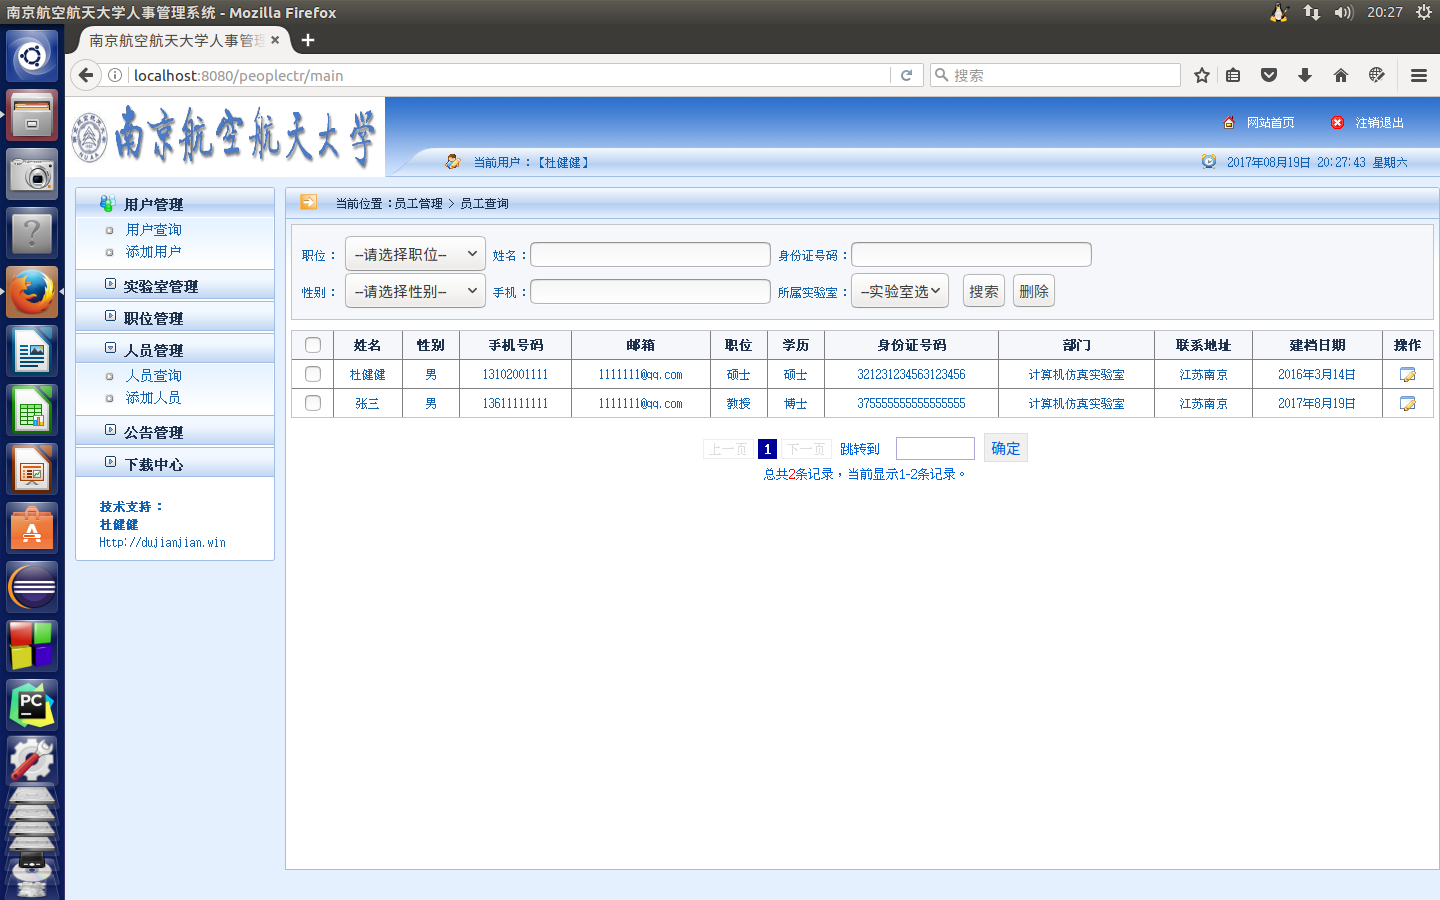 南京航空航天大学人事管理系统 - Mozilla Firefox
20:27
南京航空航天大学人事管理
localhost:8080/peoplectr/main
搜索
南京航空航天大学
网站首页
注销退出
当前用户：【杜健健】
2017年08月19日 20:27:43 星期六
用户管理
用户查询
添加用户
实验室管理
职位管理
人员管理
人员查询
添加人员
公告管理
下载中心
技术支持：
杜健健
Http://dujianjian.win
当前位置：员工管理 > 员工查询
职位： --请选择职位-- 姓名： 身份证号码：
性别： --请选择性别-- 手机： 所属实验室： --实验室选 搜索 删除
姓名 性别 手机号码 邮箱 职位 学历 身份证号码 部门 联系地址 建档日期 操作
杜健健 男 13102001111 1111111@qq.com 硕士 硕士 321231234563123456 计算机仿真实验室 江苏南京 2016年3月14日
张三 男 13611111111 1111111@qq.com 教授 博士 375555555555555555 计算机仿真实验室 江苏南京 2017年8月19日
上一页 1 下一页 跳转到 确定
总共2条记录，当前显示1-2条记录。
PC